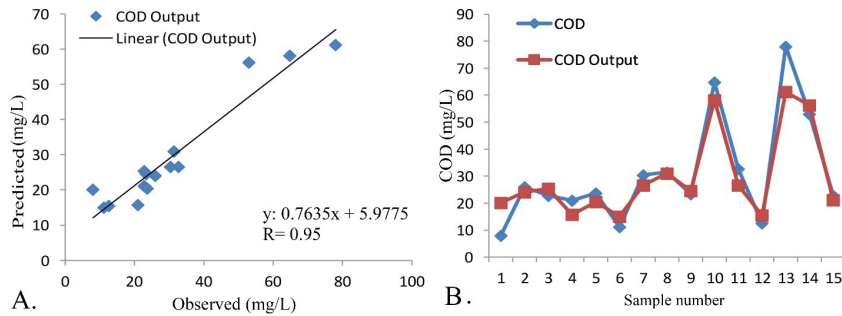 COD Output
Linear (COD Output)
70
60
50
40
30
20
10
0
0 20 40 60 80 100
Predicted (mg/L)
Observed (mg/L)
y: 0.7635x + 5.9775
R= 0.95
A.
COD
COD Output
90
80
70
60
50
40
30
20
10
0
1 2 3 4 5 6 7 8 9 10 11 12 13 14 15
COD (mg/L)
Sample number
B.